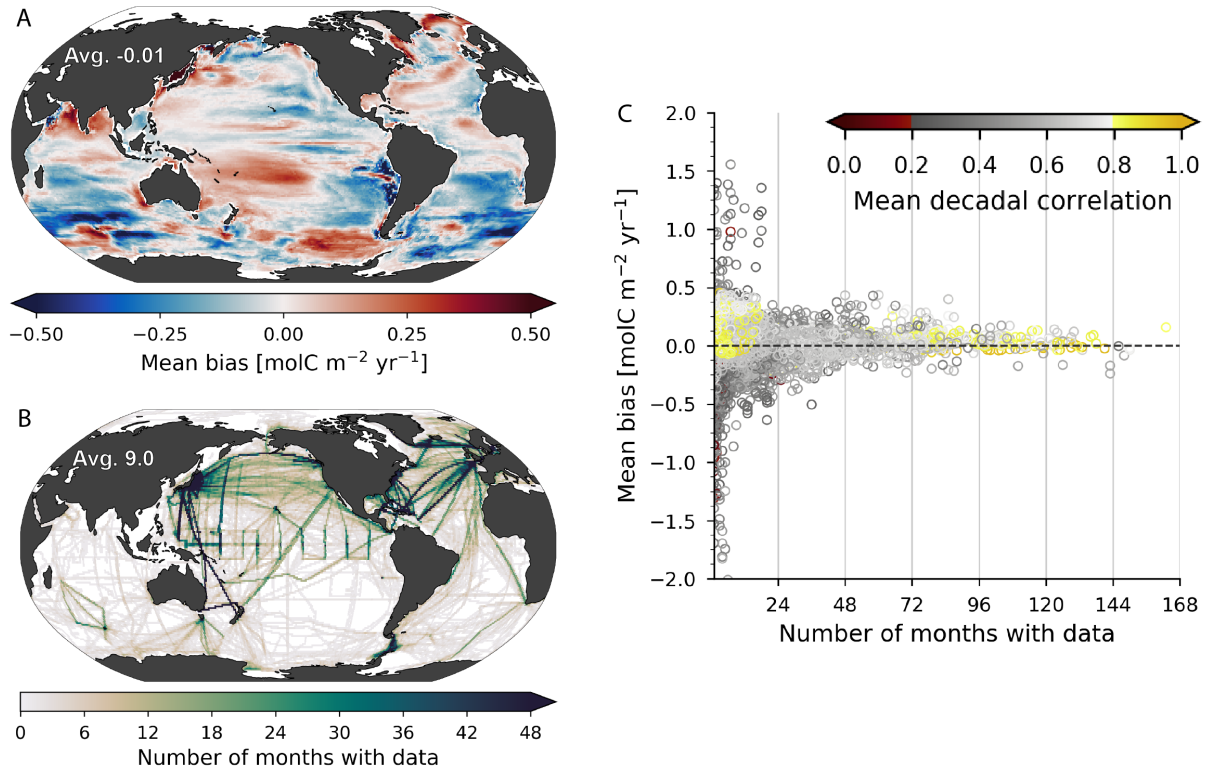 A
Avg. -0.01
−0.50 −0.25 0.00 0.25 0.50
Mean bias [molC m⁻² yr⁻¹]
B
Avg. 9.0
0 6 12 18 24 30 36 42 48
Number of months with data
C
2.0
1.5
1.0
0.5
0.0
−0.5
−1.0
−1.5
−2.0
Mean bias [molC m⁻² yr⁻¹]
0.0 0.2 0.4 0.6 0.8 1.0
Mean decadal correlation
24 48 72 96 120 144 168
Number of months with data